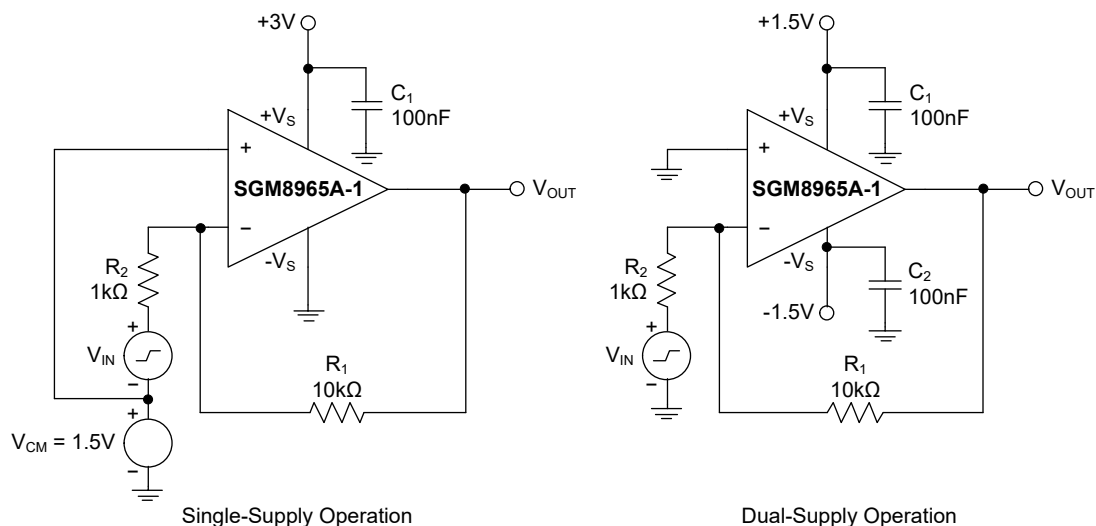 +3V
C1
100nF
+VS
+
SGM8965A-1
VOUT
−
-VS
R2
1kΩ
+
VIN
−
R1
10kΩ
+
VCM = 1.5V
−
Single-Supply Operation
+1.5V
C1
100nF
+VS
+
SGM8965A-1
VOUT
−
-VS
C2
100nF
-1.5V
R2
1kΩ
+
VIN
−
R1
10kΩ
Dual-Supply Operation